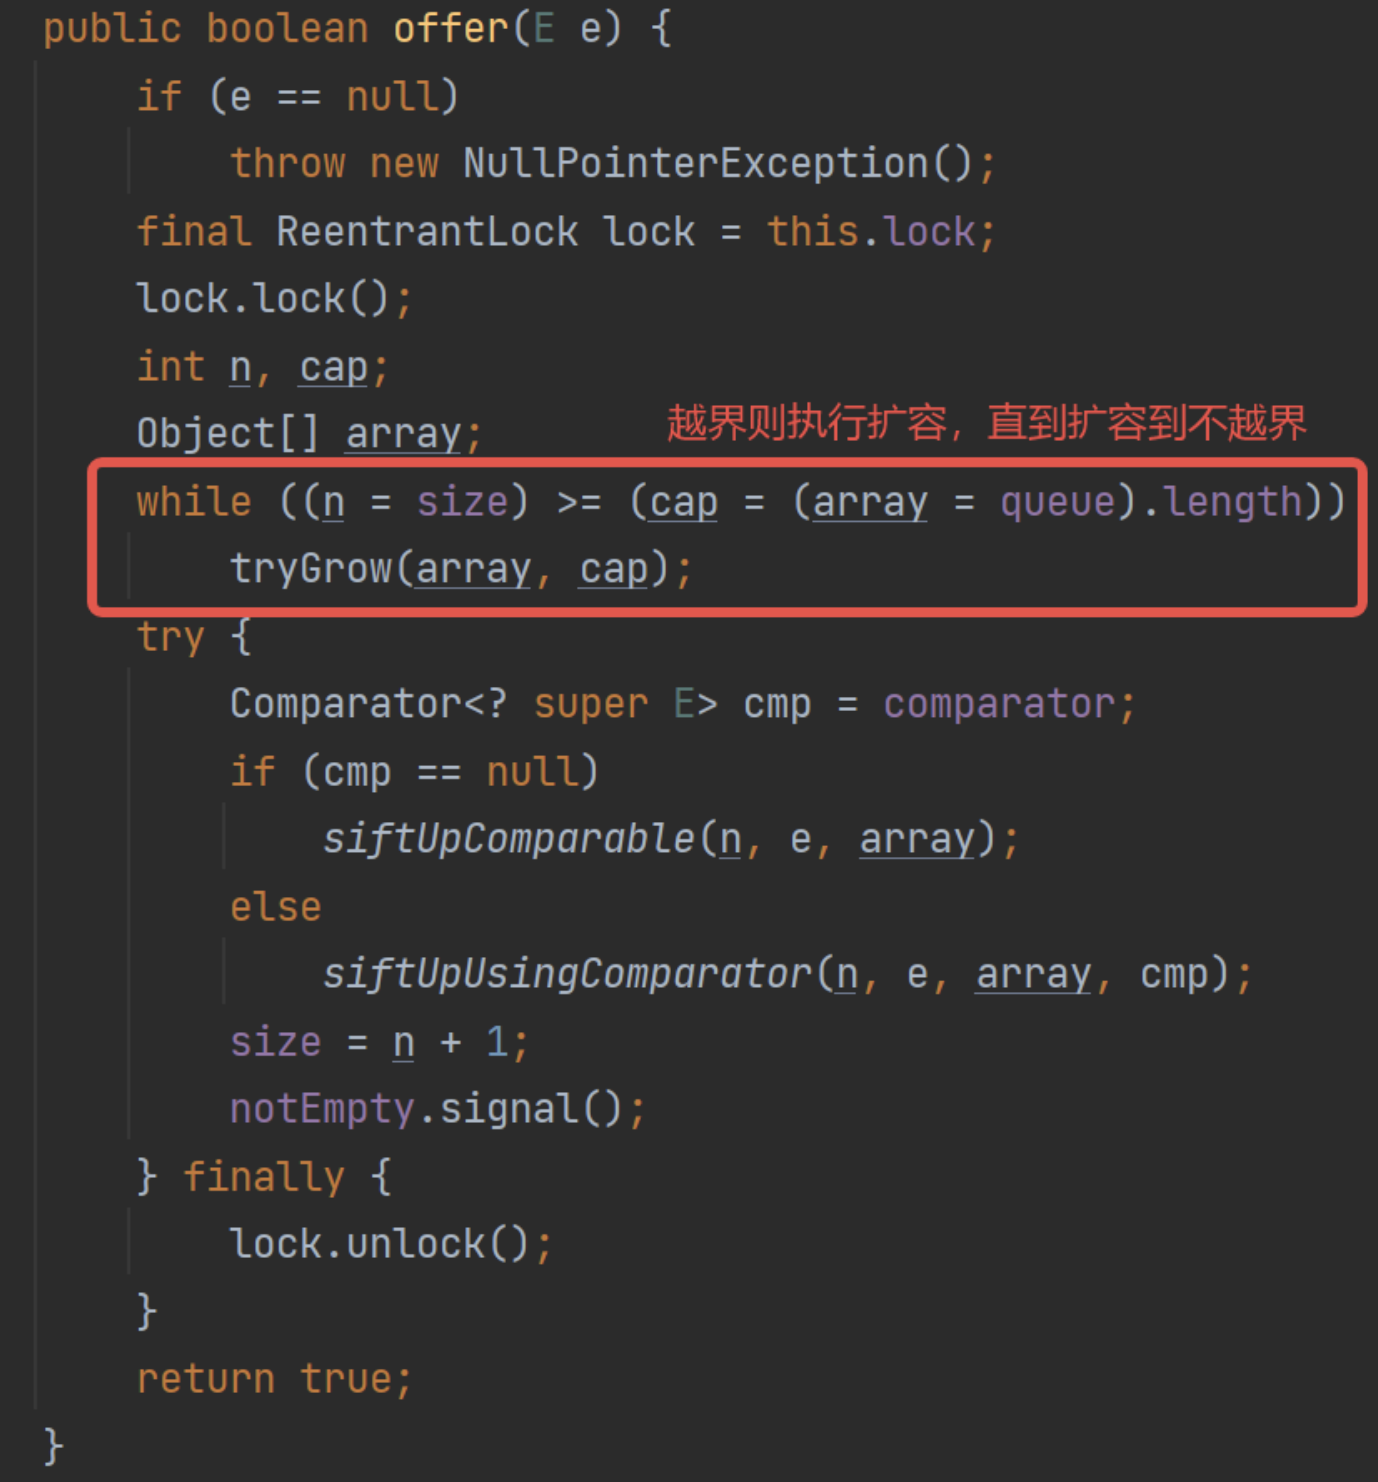 public boolean offer(E e) {
if (e == null)
throw new NullPointerException();
final ReentrantLock lock = this.lock;
lock.lock();
int n, cap;
Object[] array;
越界则执行扩容，直到扩容到不越界
while ((n = size) >= (cap = (array = queue).length))
tryGrow(array, cap);
try {
Comparator<? super E> cmp = comparator;
if (cmp == null)
siftUpComparable(n, e, array);
else
siftUpUsingComparator(n, e, array, cmp);
size = n + 1;
notEmpty.signal();
} finally {
lock.unlock();
}
return true;
}